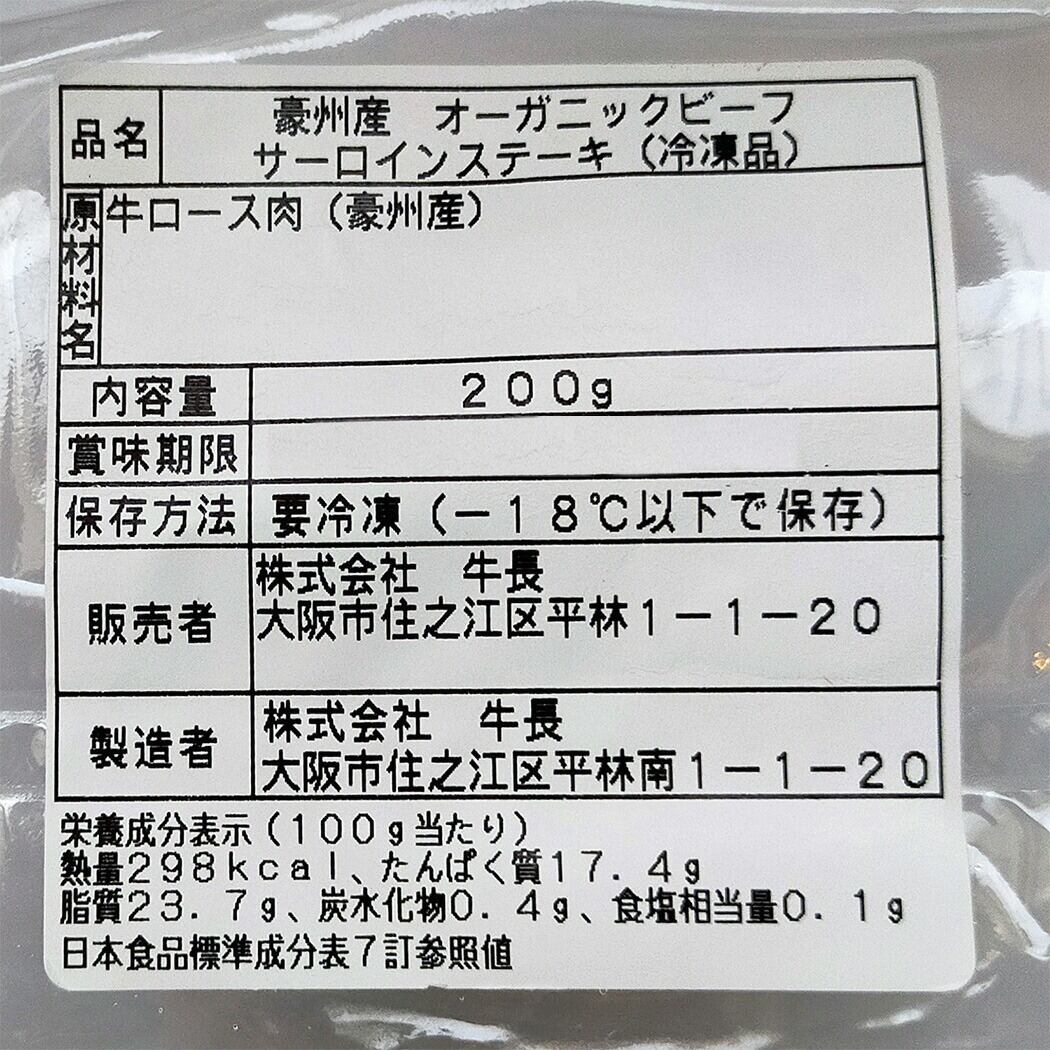 品名
豪州産　オーガニックビーフ
サーロインステーキ（冷凍品）
原材料名
牛ロース肉（豪州産）
内容量
２００g
賞味期限
保存方法
要冷凍（－１８℃以下で保存）
販売者
株式会社　牛長
大阪市住之江区平林１－１－２０
製造者
株式会社　牛長
大阪市住之江区平林南１－１－２０
栄養成分表示（１００g当たり）
熱量２９８ｋｃａｌ、たんぱく質１７．４g
脂質２３．７g、炭水化物０．４g、食塩相当量０．１g
日本食品標準成分表７訂参照値